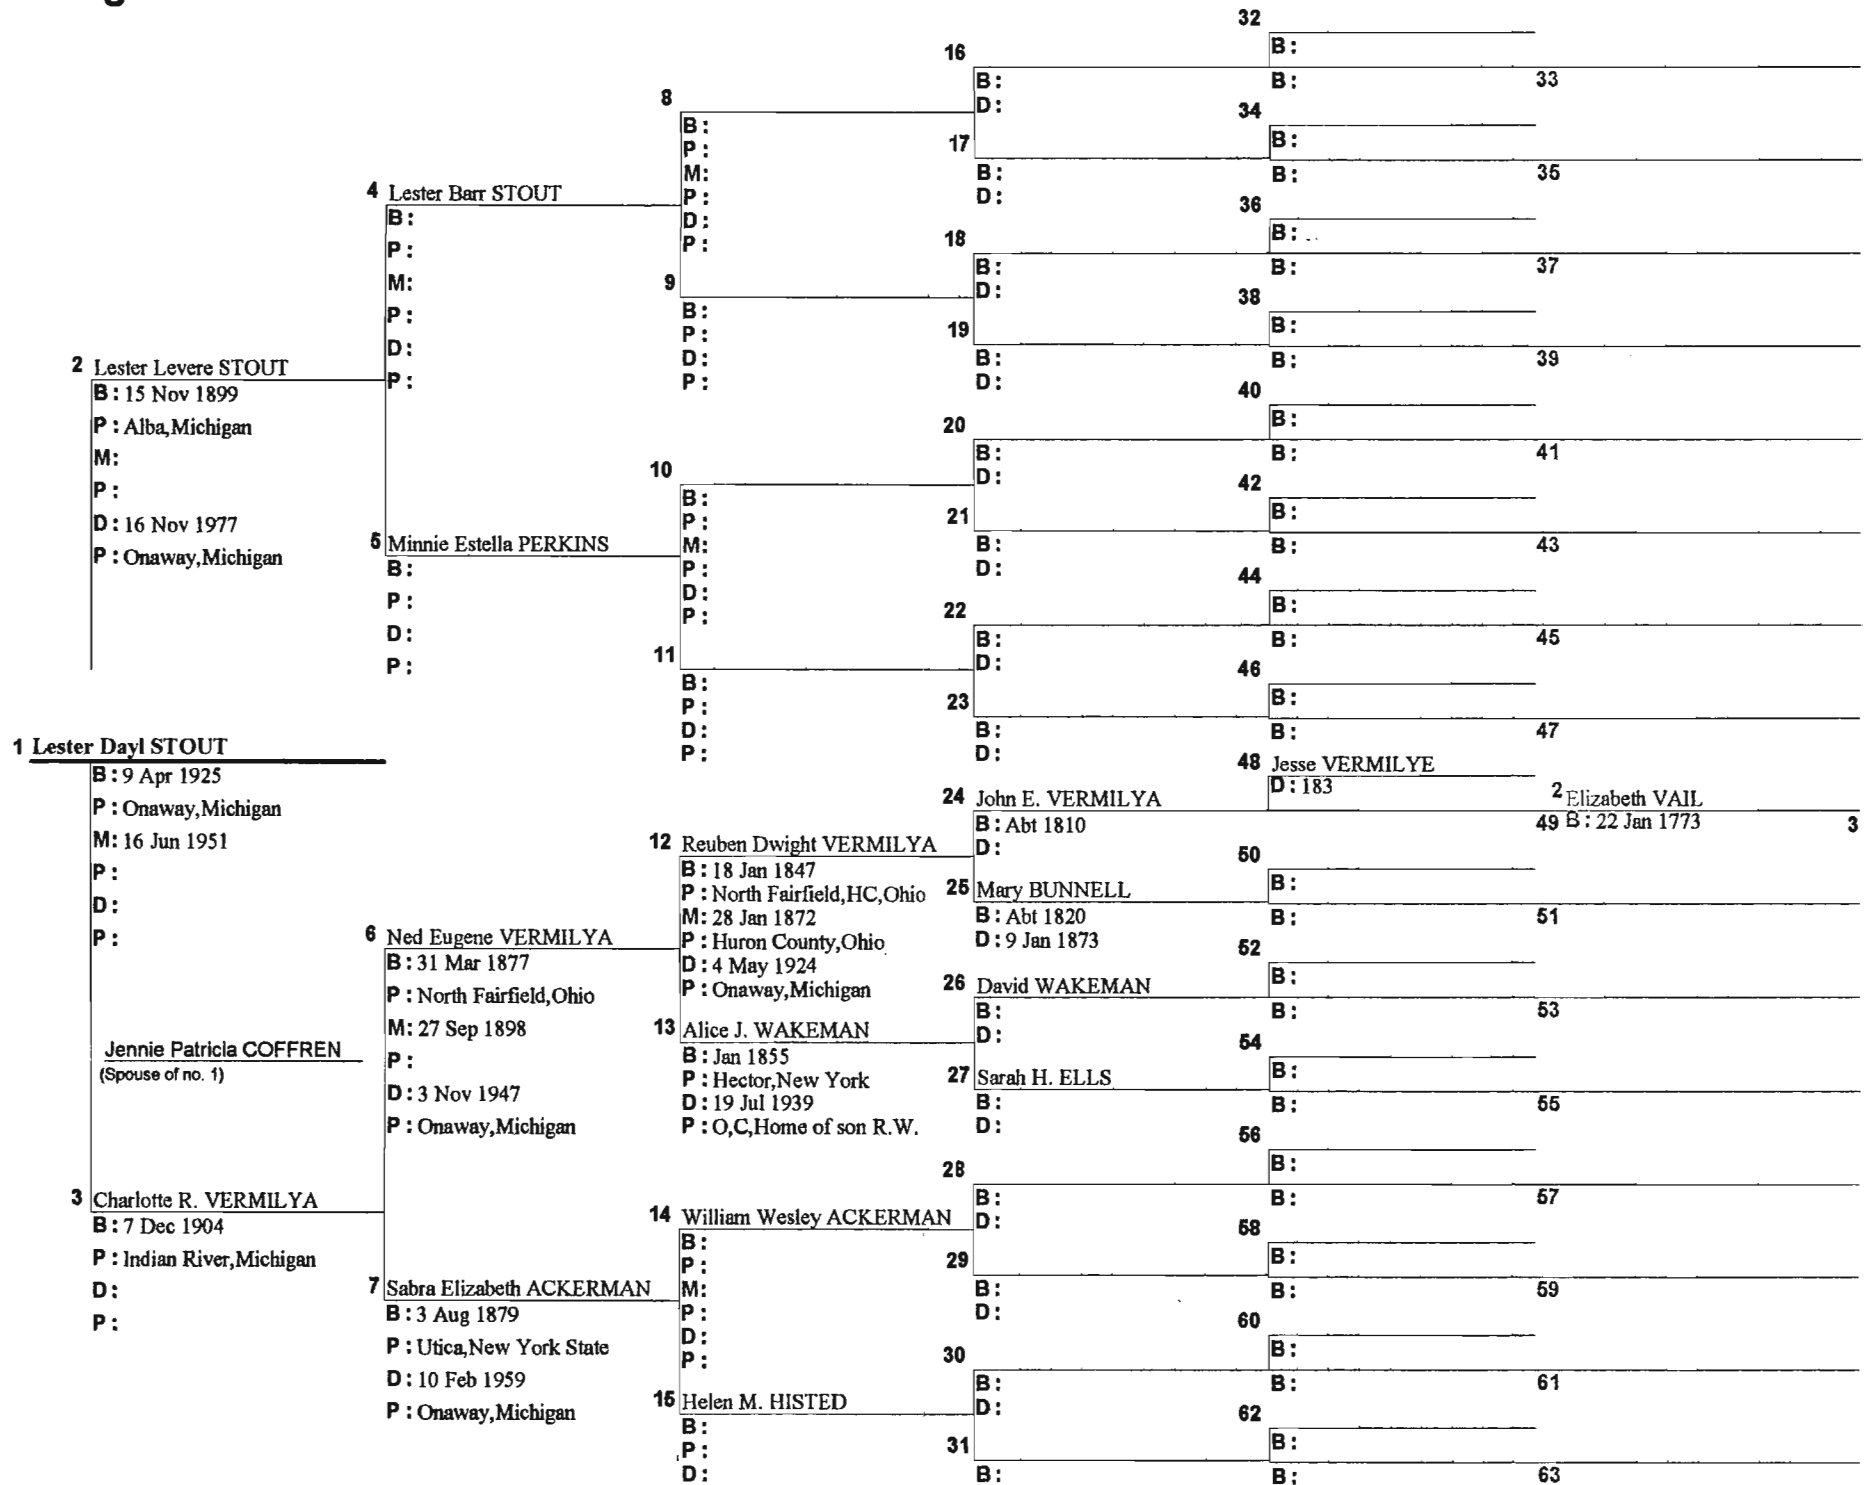 32
B:
16
B:
D:
B:
33
8
B:
P:
M:
P:
D:
P:
34
B:
17
B:
D:
B:
35
4 Lester Barr STOUT
B:
P:
M:
P:
D:
P:
36
B:
18
B:
D:
B:
37
9
B:
P:
D:
P:
38
B:
19
B:
D:
B:
39
2 Lester Levere STOUT
B: 15 Nov 1899
P: Alba,Michigan
M:
P:
D: 16 Nov 1977
P: Onaway,Michigan
40
B:
20
B:
D:
B:
41
10
B:
P:
M:
P:
D:
P:
42
B:
21
B:
D:
B:
43
5 Minnie Estella PERKINS
B:
P:
D:
P:
44
B:
22
B:
D:
B:
45
11
B:
P:
D:
P:
46
B:
23
B:
D:
B:
47
1 Lester Dayl STOUT
B: 9 Apr 1925
P: Onaway,Michigan
M: 16 Jun 1951
P:
D:
P:
Jennie Patricia COFFREN
(Spouse of no. 1)
48 Jesse VERMILYE
D: 183
24 John E. VERMILYA
B: Abt 1810
D:
2 Elizabeth VAIL
49 B: 22 Jan 1773 3
12 Reuben Dwight VERMILYA
B: 18 Jan 1847
P: North Fairfield,HC,Ohio
M: 28 Jan 1872
P: Huron County,Ohio
D: 4 May 1924
P: Onaway,Michigan
50
B:
25 Mary BUNNELL
B: Abt 1820
D: 9 Jan 1873
B:
51
6 Ned Eugene VERMILYA
B: 31 Mar 1877
P: North Fairfield,Ohio
M: 27 Sep 1898
P:
D: 3 Nov 1947
P: Onaway,Michigan
52
B:
26 David WAKEMAN
B:
D:
B:
53
13 Alice J. WAKEMAN
B: Jan 1855
P: Hector,New York
D: 19 Jul 1939
P: O,C,Home of son R.W.
54
B:
27 Sarah H. ELLS
B:
D:
B:
55
56
B:
28
B:
D:
B:
57
3 Charlotte R. VERMILYA
B: 7 Dec 1904
P: Indian River,Michigan
D:
P:
14 William Wesley ACKERMAN
B:
P:
M:
P:
D:
P:
58
B:
29
B:
D:
B:
59
7 Sabra Elizabeth ACKERMAN
B: 3 Aug 1879
P: Utica,New York State
D: 10 Feb 1959
P: Onaway,Michigan
60
B:
30
B:
D:
B:
61
15 Helen M. HISTED
B:
P:
D:
62
B:
31
B:
B:
63